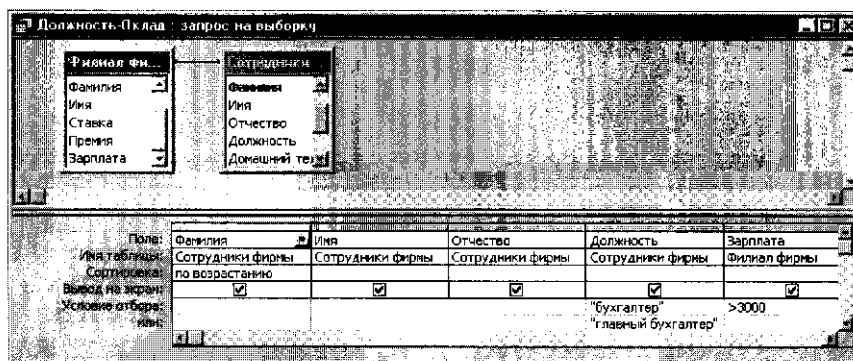 Должность-Оклад : запрос на выборку
Филиал фи...
Фамилия
Имя
Ставка
Премия
Зарплата
Сотрудники
Фамилия
Имя
Отчество
Должность
Домашний тел
Поле: Фамилия Имя Отчество Должность Зарплата
Имя таблицы: Сотрудники фирмы Сотрудники фирмы Сотрудники фирмы Сотрудники фирмы Филиал фирмы
Сортировка: по возрастанию
Вывод на экран:
Условие отбора: "бухгалтер" >3000
или: "главный бухгалтер"